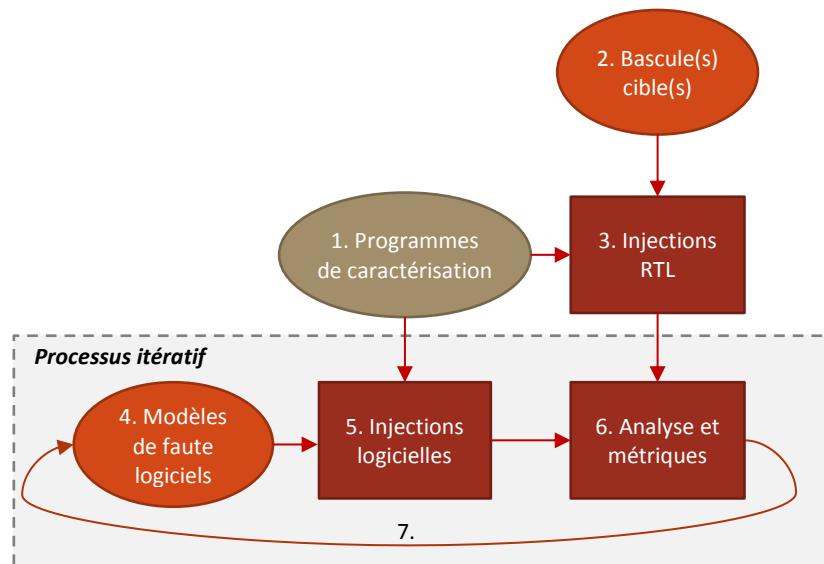 2. Bascule(s)
cible(s)
1. Programmes
de caractérisation
3. Injections
RTL
Processus itératif
4. Modèles
de faute
logiciels
5. Injections
logicielles
6. Analyse et
métriques
7.